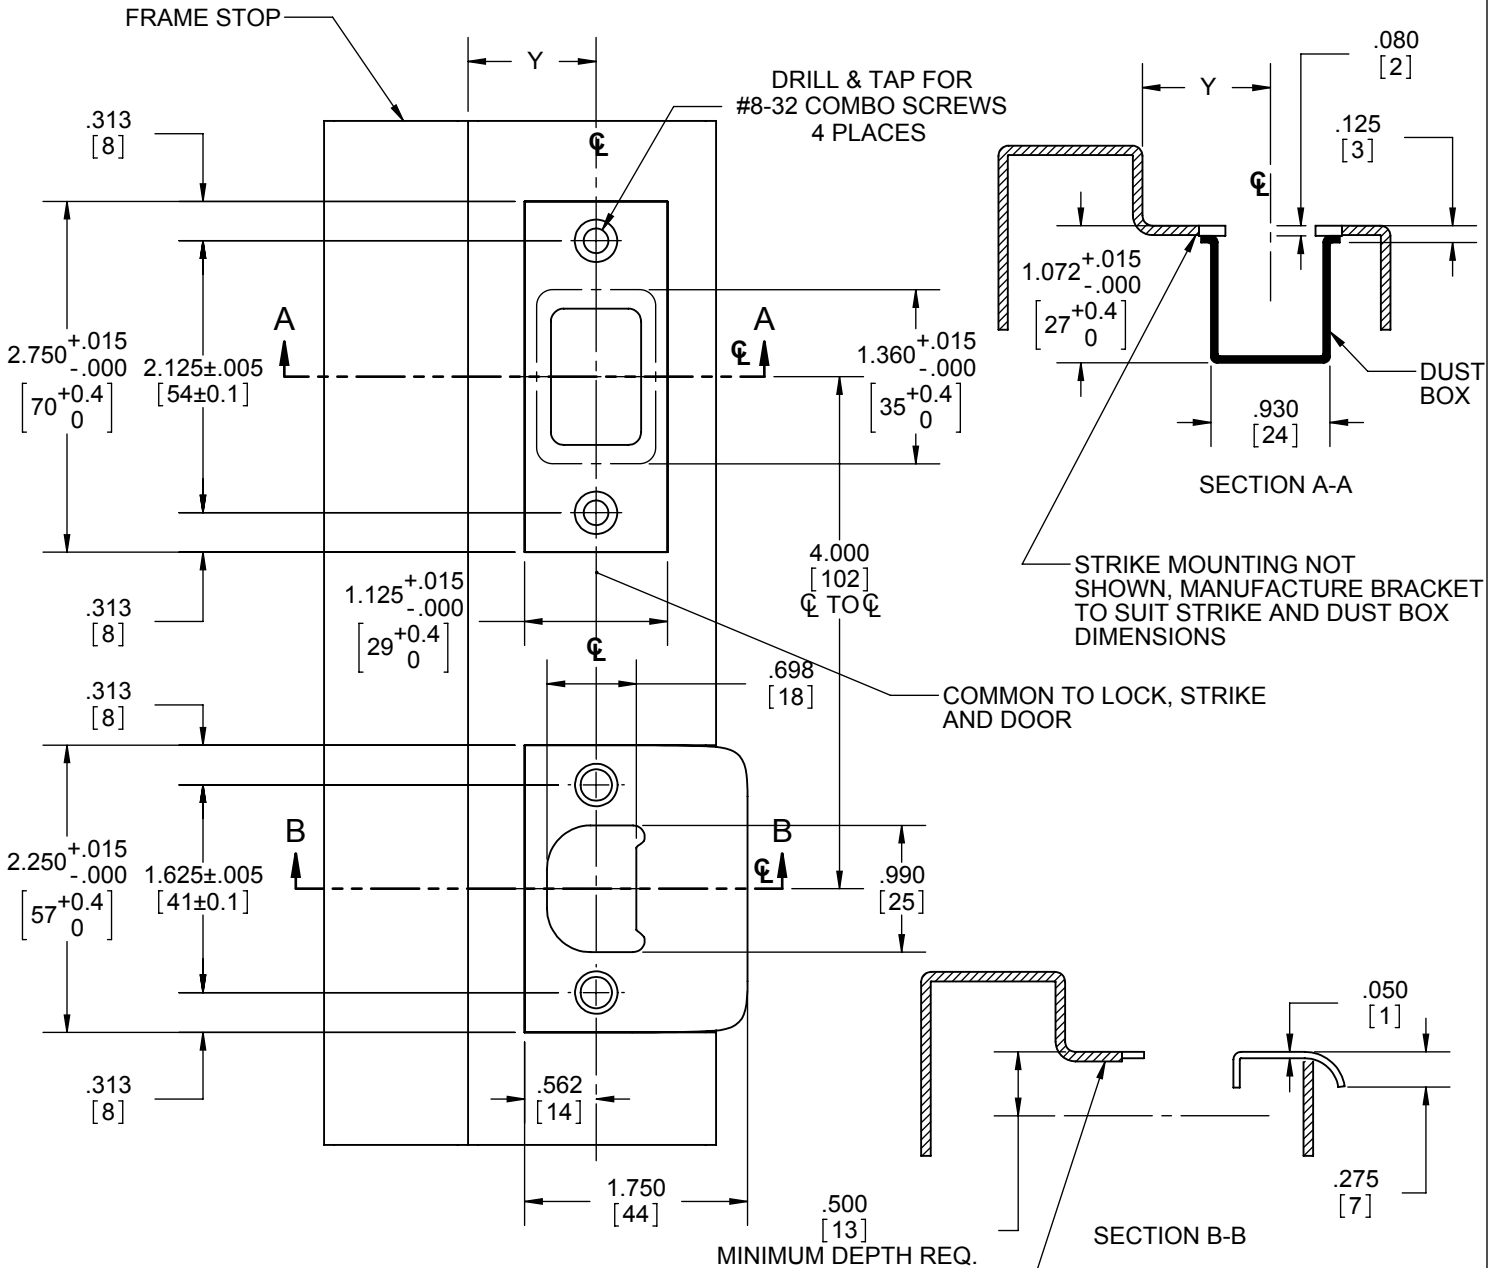 FRAME STOP
Y
DRILL & TAP FOR
#8-32 COMBO SCREWS
4 PLACES
℄
.313
[8]
A
A
℄
2.750 +.015 -.000
[70 +0.4 0]
2.125±.005
[54±0.1]
1.360 +.015 -.000
[35 +0.4 0]
4.000
[102]
℄ TO ℄
.313
[8]
1.125 +.015 -.000
[29 +0.4 0]
℄
.698
[18]
COMMON TO LOCK, STRIKE
AND DOOR
.313
[8]
B
B
℄
2.250 +.015 -.000
[57 +0.4 0]
1.625±.005
[41±0.1]
.990
[25]
.313
[8]
.562
[14]
1.750
[44]
Y
.080
[2]
.125
[3]
℄
1.072 +.015 -.000
[27 +0.4 0]
DUST
BOX
.930
[24]
SECTION A-A
STRIKE MOUNTING NOT
SHOWN, MANUFACTURE BRACKET
TO SUIT STRIKE AND DUST BOX
DIMENSIONS
.050
[1]
.275
[7]
.500
[13]
MINIMUM DEPTH REQ.
SECTION B-B